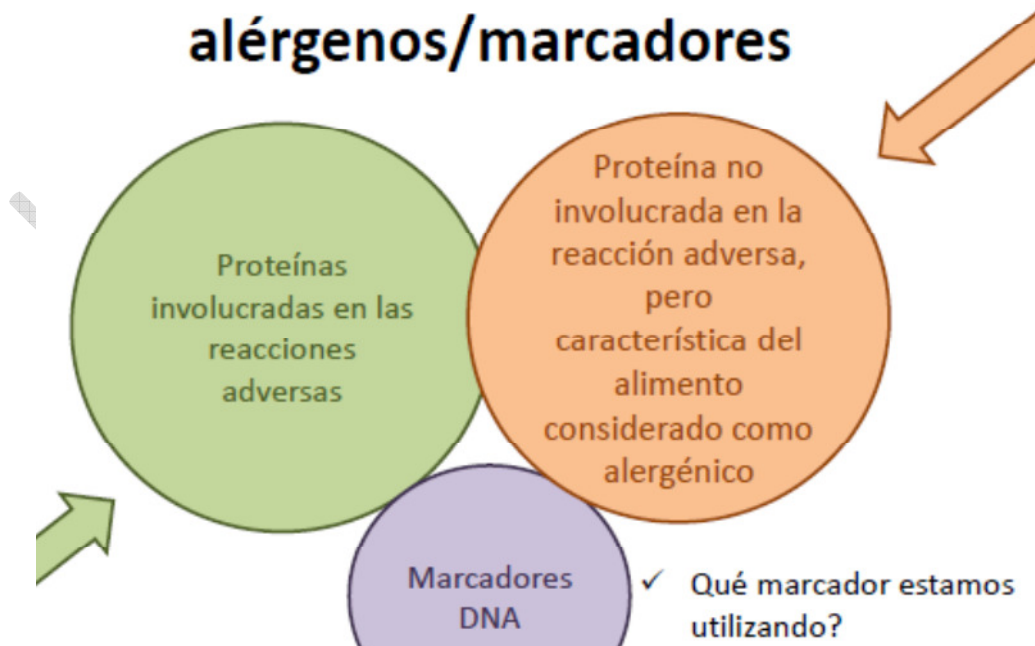 alérgenos/marcadores
Proteínas
involucradas en las
reacciones
adversas
Proteína no
involucrada en la
reacción adversa,
pero
característica del
alimento
considerado como
alergénico
Marcadores
DNA
✓ Qué marcador estamos
utilizando?